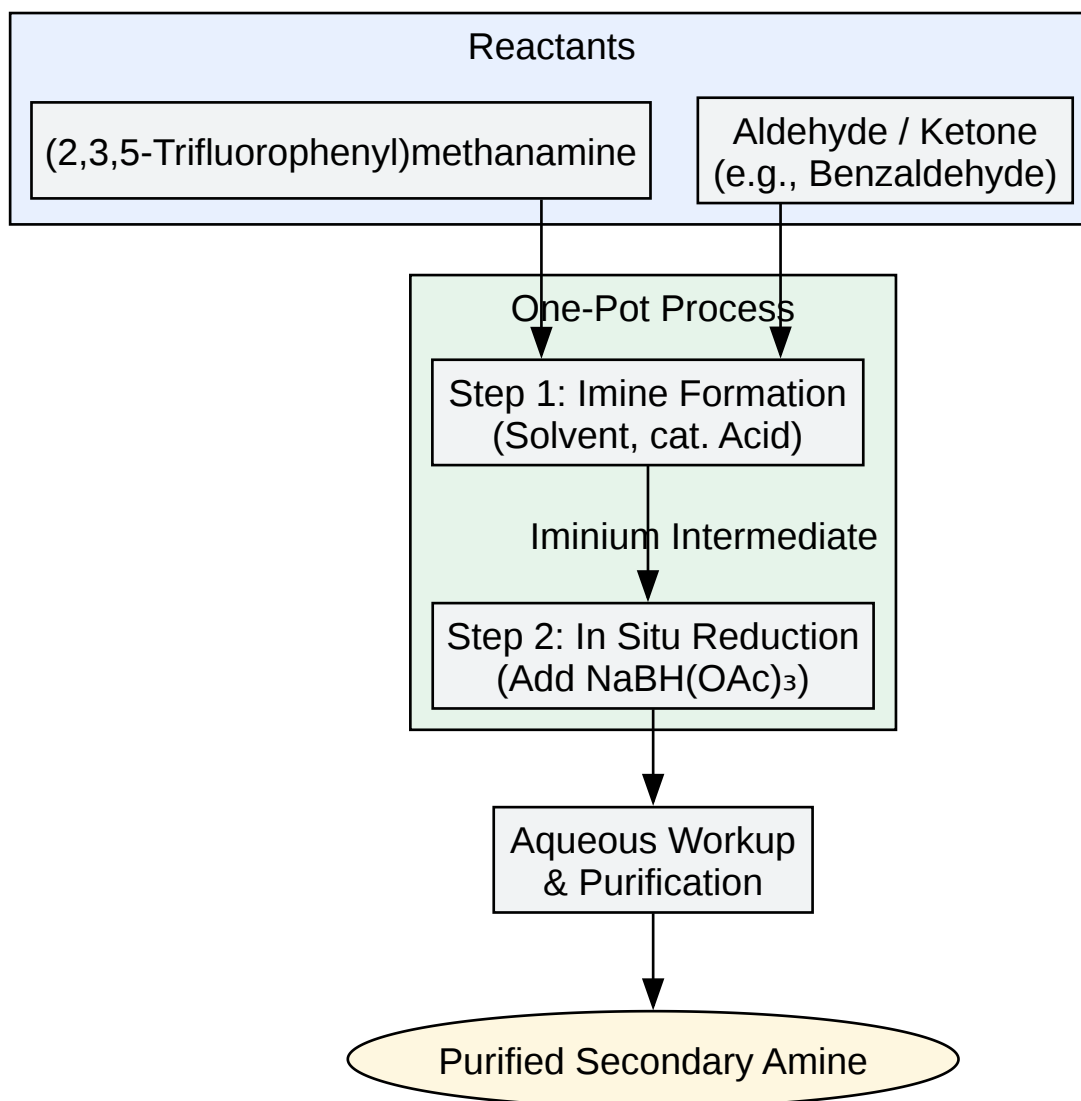 Reactants
(2,3,5-Trifluorophenyl)methanamine
Aldehyde / Ketone
(e.g., Benzaldehyde)
One-Pot Process
Step 1: Imine Formation
(Solvent, cat. Acid)
Iminium Intermediate
Step 2: In Situ Reduction
(Add NaBH(OAc)₃)
Aqueous Workup
& Purification
Purified Secondary Amine